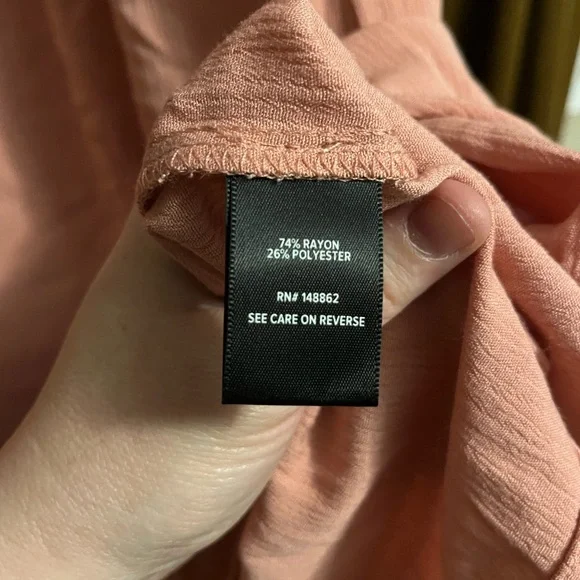 74% RAYON
26% POLYESTER
RN# 148862
SEE CARE ON REVERSE